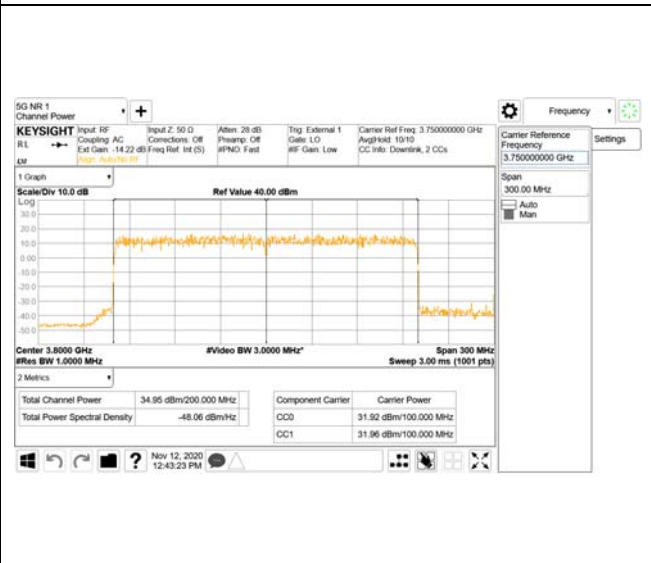 5G NR 1
Channel Power
Frequency
KEYSIGHT
Input: RF
Input Z: 50 Ω
Atten: 28 dB
Trig: External 1
Carrier Ref Freq: 3.750000000 GHz
RL
Coupling: AC
Corrections: Off
Preamp: Off
Gate: LO
Avg|Hold: 10/10
Ext Gain: -14.22 dB
Freq Ref: Int (S)
#PNO: Fast
#IF Gain: Low
CC Info: Downlink, 2 CCs
Align: Auto/No RF
Carrier Reference
Frequency
3.750000000 GHz
Settings
Span
300.00 MHz
Auto
Man
1 Graph
Scale/Div 10.0 dB
Ref Value 40.00 dBm
Log
30.0
20.0
10.0
0.00
-10.0
-20.0
-30.0
-40.0
-50.0
Center 3.8000 GHz
#Video BW 3.0000 MHz*
Span 300 MHz
#Res BW 1.0000 MHz
Sweep 3.00 ms (1001 pts)
2 Metrics
Total Channel Power
34.95 dBm/200.000 MHz
Total Power Spectral Density
-48.06 dBm/Hz
Component Carrier
Carrier Power
CC0
31.92 dBm/100.000 MHz
CC1
31.96 dBm/100.000 MHz
?
Nov 12, 2020
12:43:23 PM